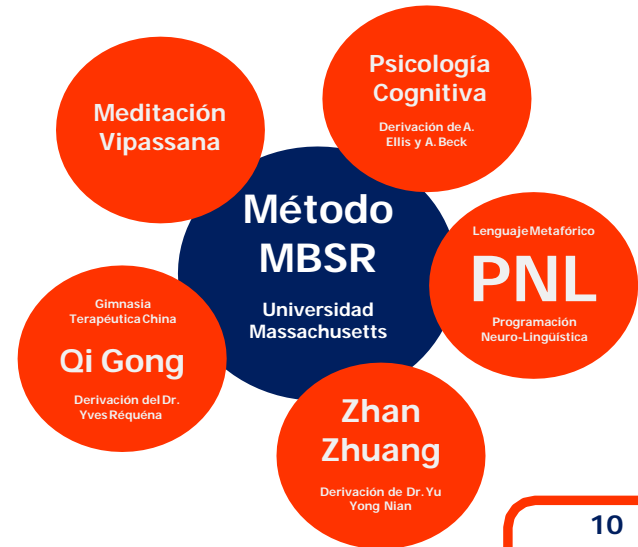 Meditación
Vipassana
Psicología
Cognitiva
Derivación de A.
Ellis y A. Beck
Método
MBSR
Universidad
Massachusetts
Lenguaje Metafórico
PNL
Programación
Neuro-Lingüística
Gimnasia
Terapéutica China
Qi Gong
Derivación del Dr.
Yves Réquéna
Zhan
Zhuang
Derivación de Dr. Yu
Yong Nian
10